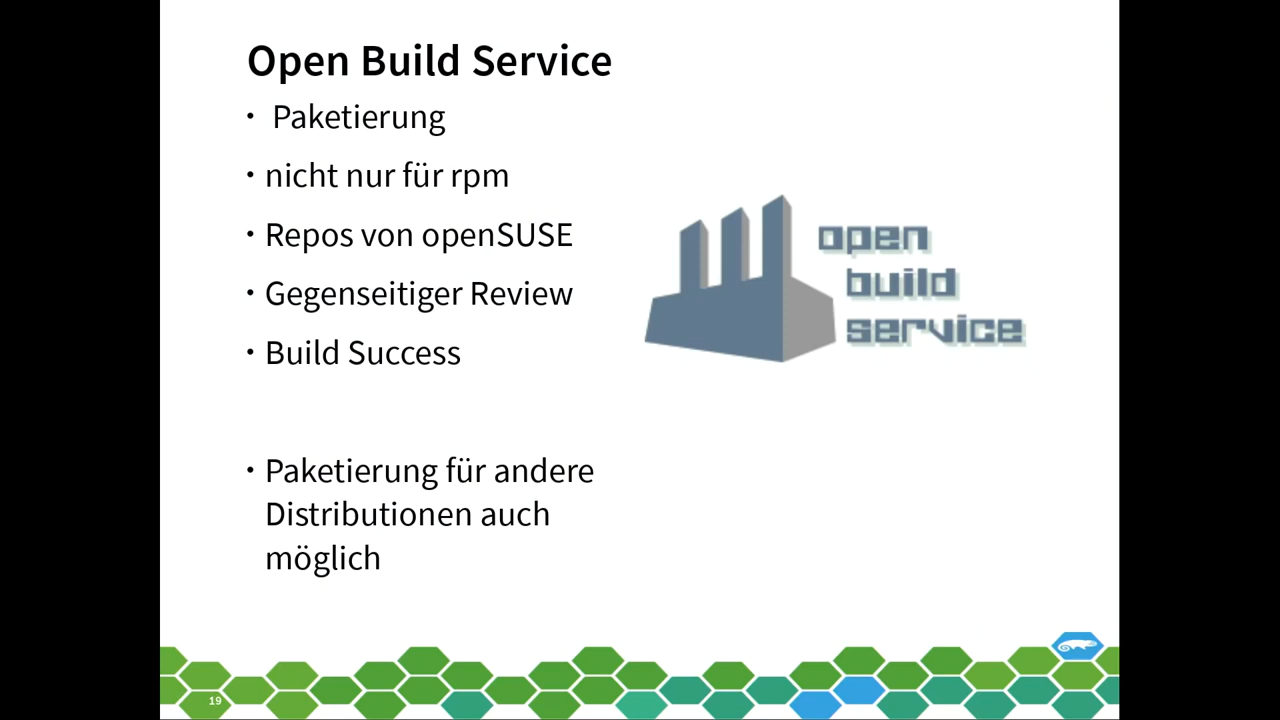 Open Build Service
• Paketierung
• nicht nur für rpm
• Repos von openSUSE
• Gegenseitiger Review
• Build Success
• Paketierung für andere
Distributionen auch
möglich
open
build
service
19